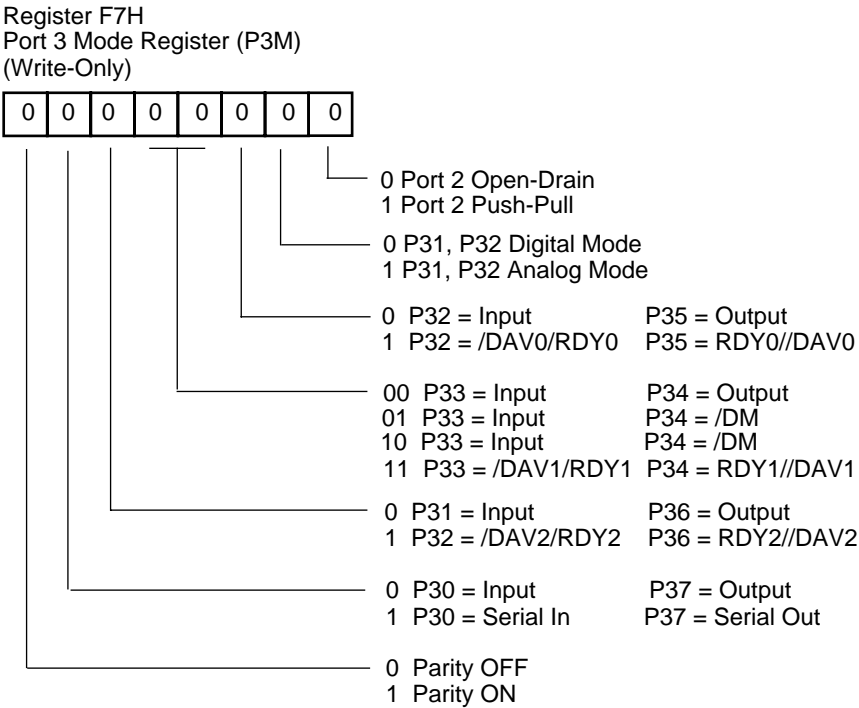 Register F7H
Port 3 Mode Register (P3M)
(Write-Only)
0 0 0 0 0 0 0 0
0 Port 2 Open-Drain
1 Port 2 Push-Pull
0 P31, P32 Digital Mode
1 P31, P32 Analog Mode
0 P32 = Input P35 = Output
1 P32 = /DAV0/RDY0 P35 = RDY0//DAV0
00 P33 = Input P34 = Output
01 P33 = Input P34 = /DM
10 P33 = Input P34 = /DM
11 P33 = /DAV1/RDY1 P34 = RDY1//DAV1
0 P31 = Input P36 = Output
1 P32 = /DAV2/RDY2 P36 = RDY2//DAV2
0 P30 = Input P37 = Output
1 P30 = Serial In P37 = Serial Out
0 Parity OFF
1 Parity ON